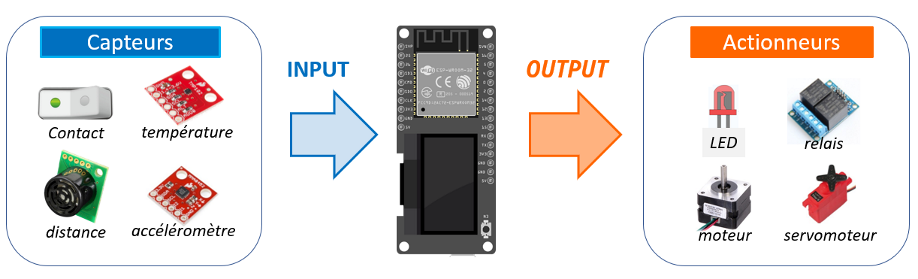 Capteurs
Contact
température
distance
accéléromètre
INPUT
OUTPUT
Actionneurs
LED
relais
moteur
servomoteur